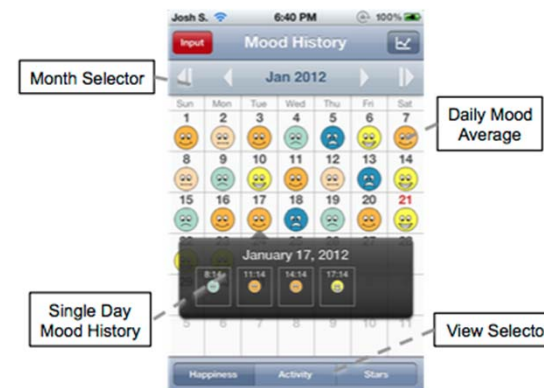 Josh S. 6:40 PM 100%
Input Mood History
Month Selector
Jan 2012
Sun Mon Tue Wed Thu Fri Sat
1 2 3 4 5 6 7
Daily Mood
Average
8 9 10 11 12 13 14
15 16 17 18 19 20 21
January 17, 2012
8:14 11:14 14:14 17:14
Single Day
Mood History
5 6 7 8 9 10 11
View Selecto
Happiness Activity Stars